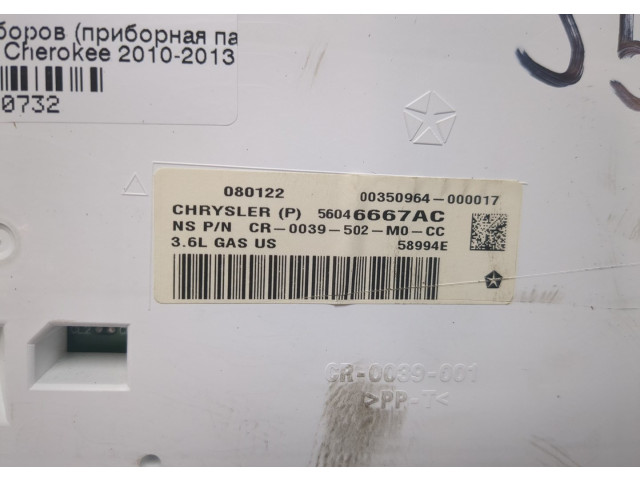 боров (приборная па
Cherokee 2010-2013
0732
080122 00350964-000017
CHRYSLER (P) 56046667AC
NS P/N CR-0039-502-M0-CC
3.6L GAS US 58994E
CR-0039-001
>PP-T<